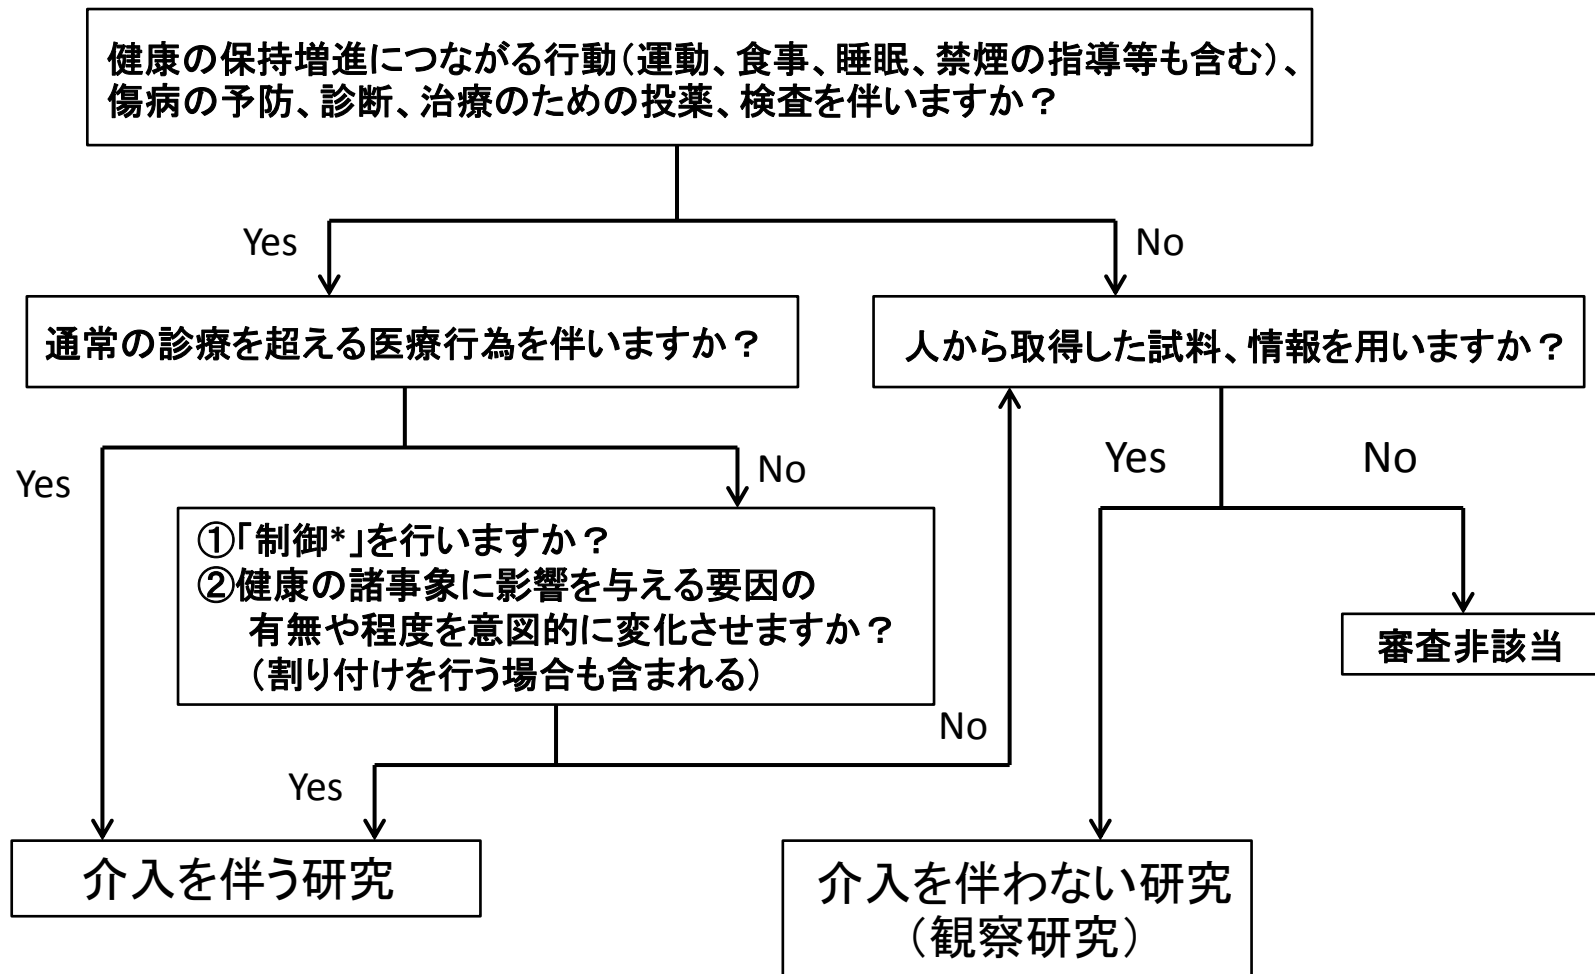 健康の保持増進につながる行動(運動、食事、睡眠、禁煙の指導等も含む)、
傷病の予防、診断、治療のための投薬、検査を伴いますか?
Yes
No
通常の診療を超える医療行為を伴いますか?
人から取得した試料、情報を用いますか?
Yes
No
Yes
No
①「制御*」を行いますか?
②健康の諸事象に影響を与える要因の
有無や程度を意図的に変化させますか?
(割り付けを行う場合も含まれる)
審査非該当
No
Yes
介入を伴う研究
介入を伴わない研究
(観察研究)